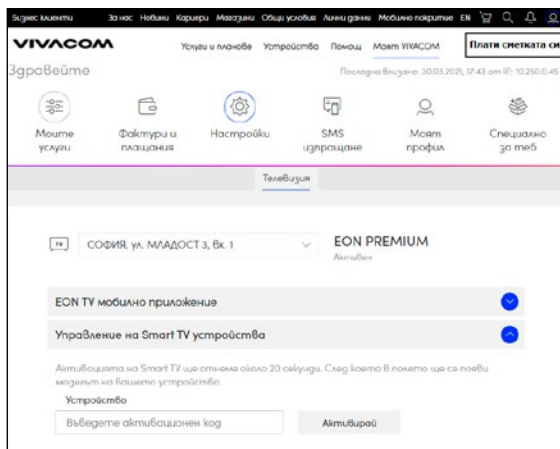 Бизнес клиенти За нас Новини Кариери Магазини Общи условия Лични данни Мобилно покритие EN
VIVACOM Услуги и планове Устройства Помощ Моят VIVACOM Плати сметката си
Здравейте Последно влизане: 30.03.2021, 17:43 от IP: 10.250.0.45
Моите услуги
Фактури и плащания
Настройки
SMS изпращане
Моят профил
Специално за теб
Телевизия
TV СОФИЯ, ул. МЛАДОСТ 3, вх. 1 EON PREMIUM
Активен
EON TV мобилно приложение
Управление на Smart TV устройства
Активацията на Smart TV ще отнеме около 20 секунди. След което в полето ще се появи
моделът на вашето устройство.
Устройство
Въведете активационен код Активирай